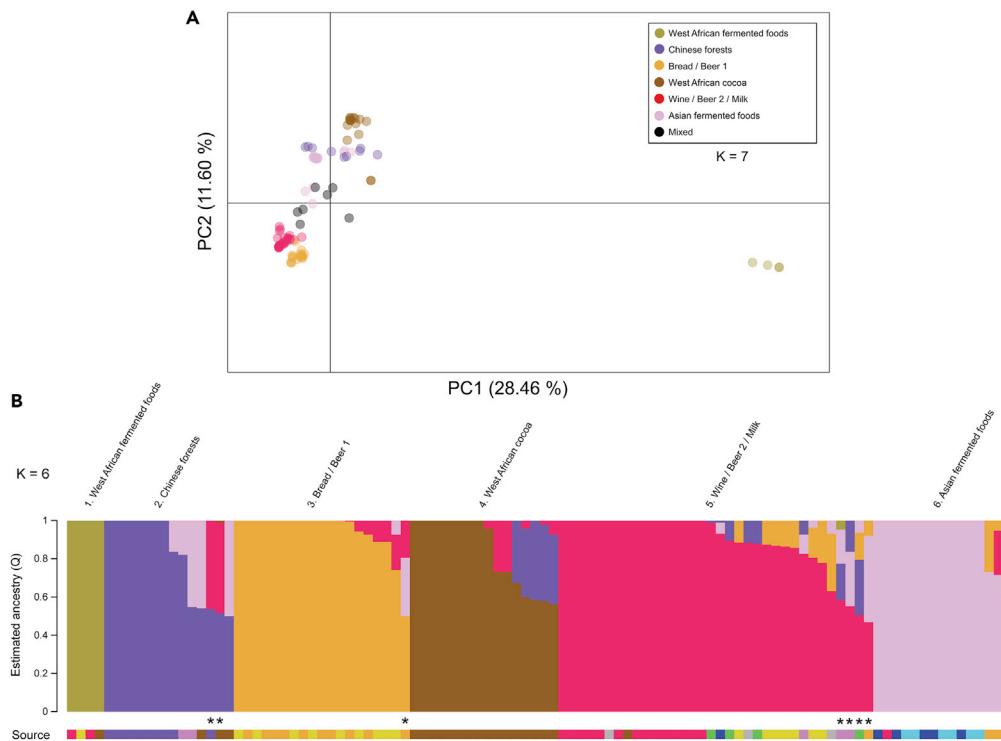 A
West African fermented foods
Chinese forests
Bread / Beer 1
West African cocoa
Wine / Beer 2 / Milk
Asian fermented foods
Mixed
K = 7
PC2 (11.60 %)
PC1 (28.46 %)
B
K = 6
1. West African fermented foods
2. Chinese forests
3. Bread / Beer 1
4. West African cocoa
5. Wine / Beer 2 / Milk
6. Asian fermented foods
Estimated ancestry (Q)
1
0.8
0.6
0.4
0.2
0
** * ****
Source